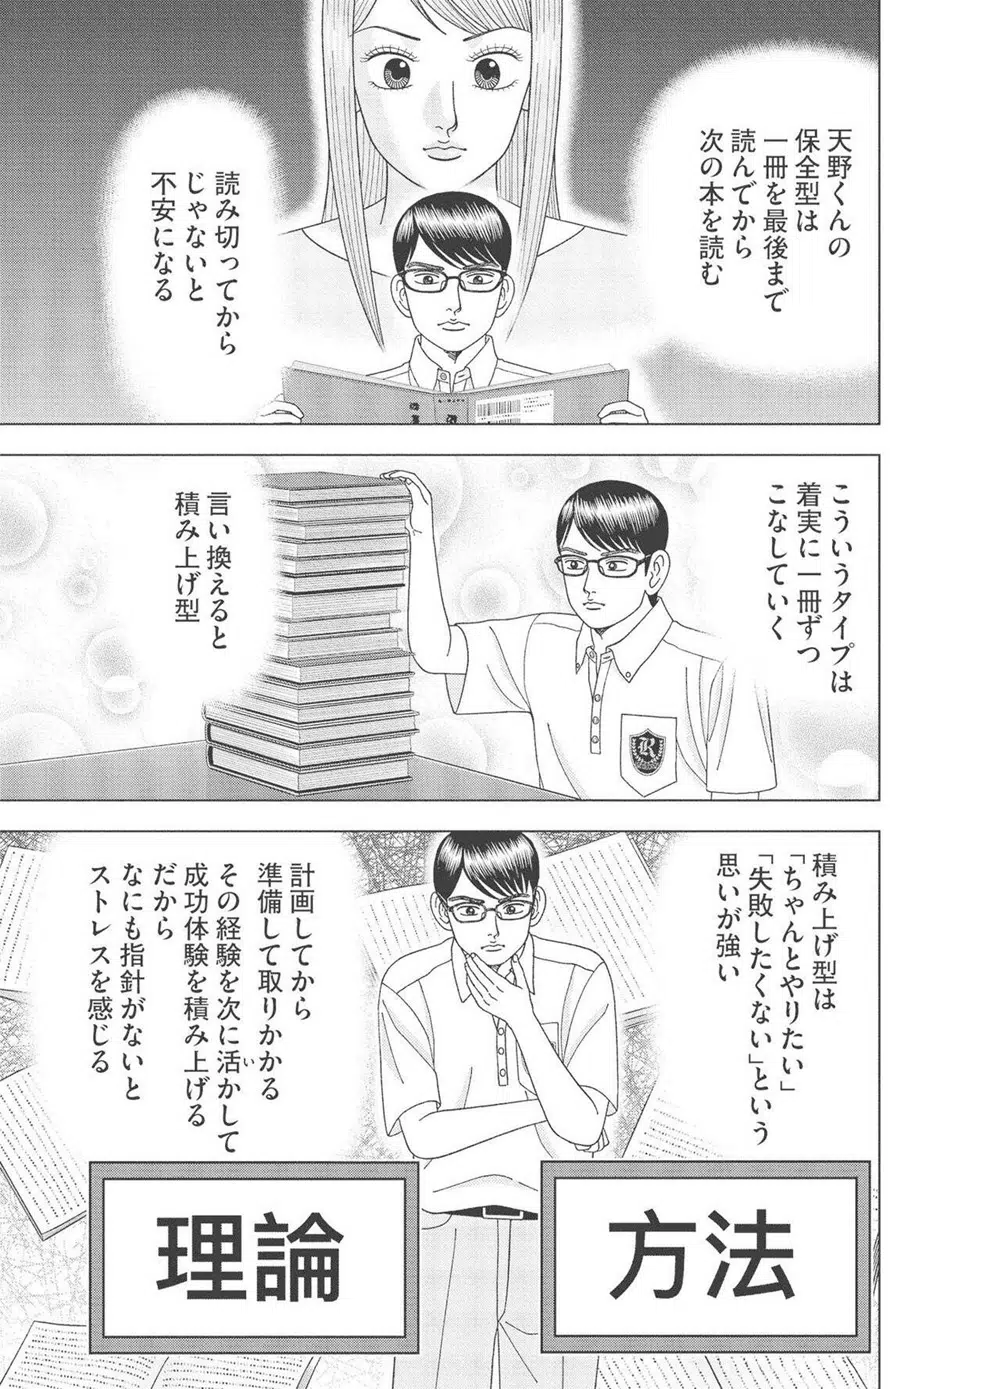 天野くんの
保全型は
一冊を最後まで
読んでから
次の本を読む
読み切ってから
じゃないと
不安になる
こういうタイプは
着実に一冊ずつ
こなしていく
言い換えると
積み上げ型
R
積み上げ型は
「ちゃんとやりたい」
「失敗したくない」という
思いが強い
計画してから
準備して取りかかる
その経験を次に活かして
い
成功体験を積み上げる
だから
なにも指針がないと
ストレスを感じる
方法
理論